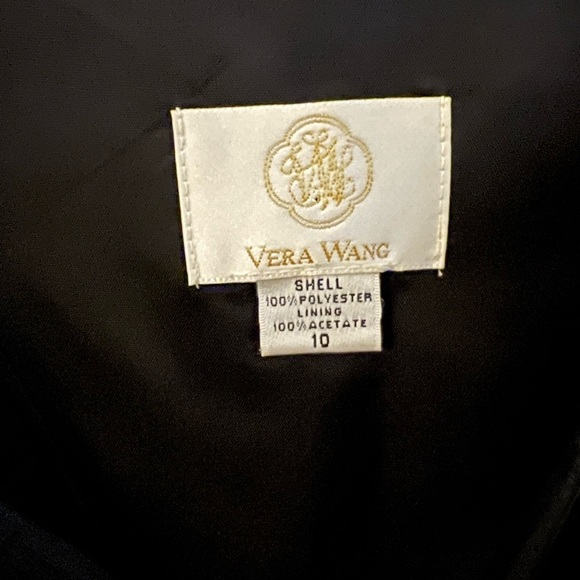 VERA WANG
SHELL
100% POLYESTER
LINING
100% ACETATE
10